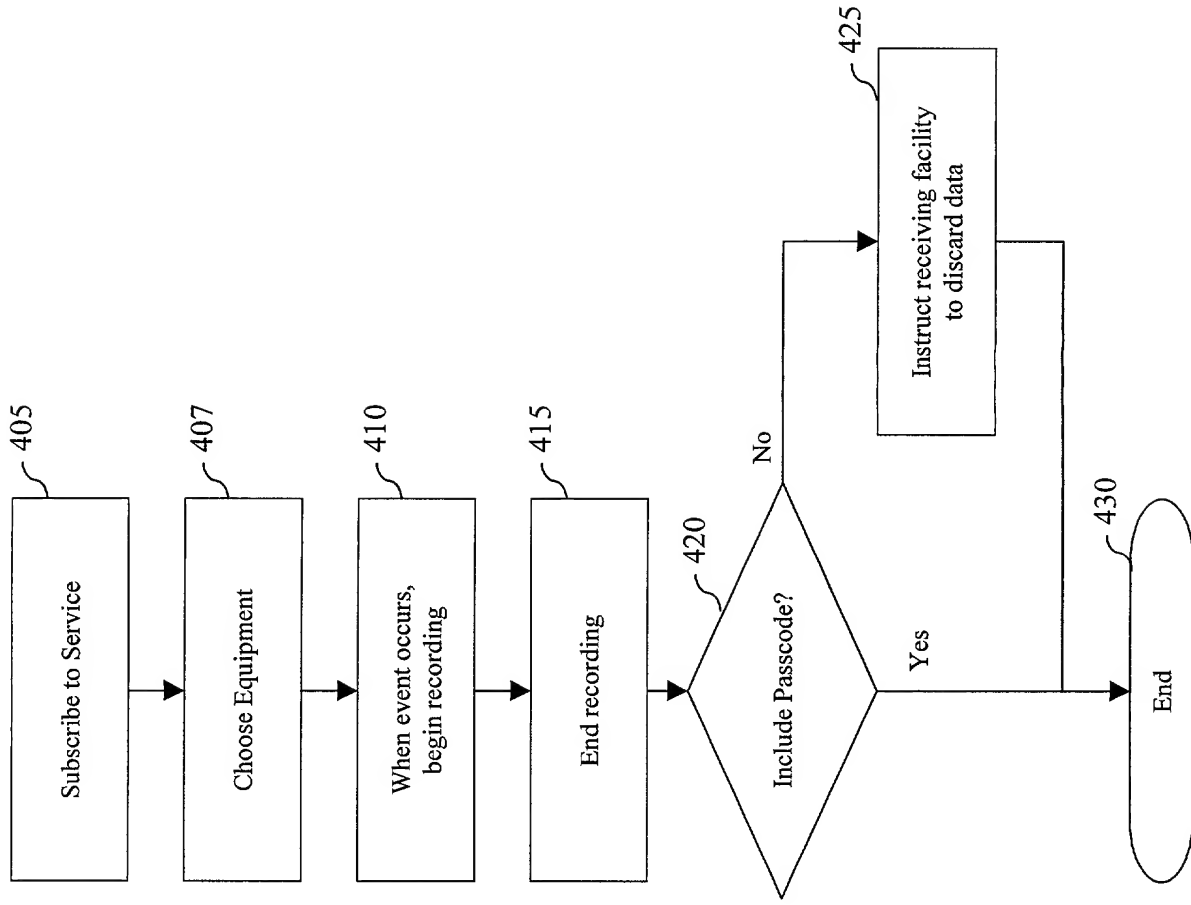 405
Subscribe to Service
407
Choose Equipment
410
When event occurs,
begin recording
415
End recording
420
Include Passcode?
No
Yes
425
Instruct receiving facility
to discard data
430
End